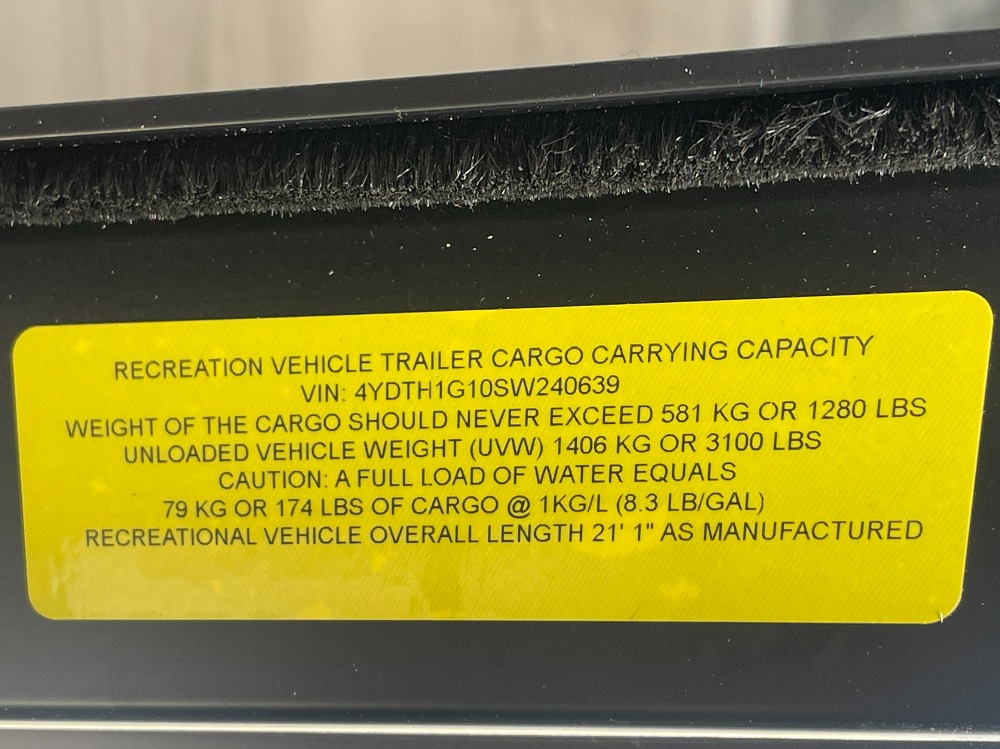 RECREATION VEHICLE TRAILER CARGO CARRYING CAPACITY
VIN: 4YDTH1G10SW240639
WEIGHT OF THE CARGO SHOULD NEVER EXCEED 581 KG OR 1280 LBS
UNLOADED VEHICLE WEIGHT (UVW) 1406 KG OR 3100 LBS
CAUTION: A FULL LOAD OF WATER EQUALS
79 KG OR 174 LBS OF CARGO @ 1KG/L (8.3 LB/GAL)
RECREATIONAL VEHICLE OVERALL LENGTH 21' 1" AS MANUFACTURED